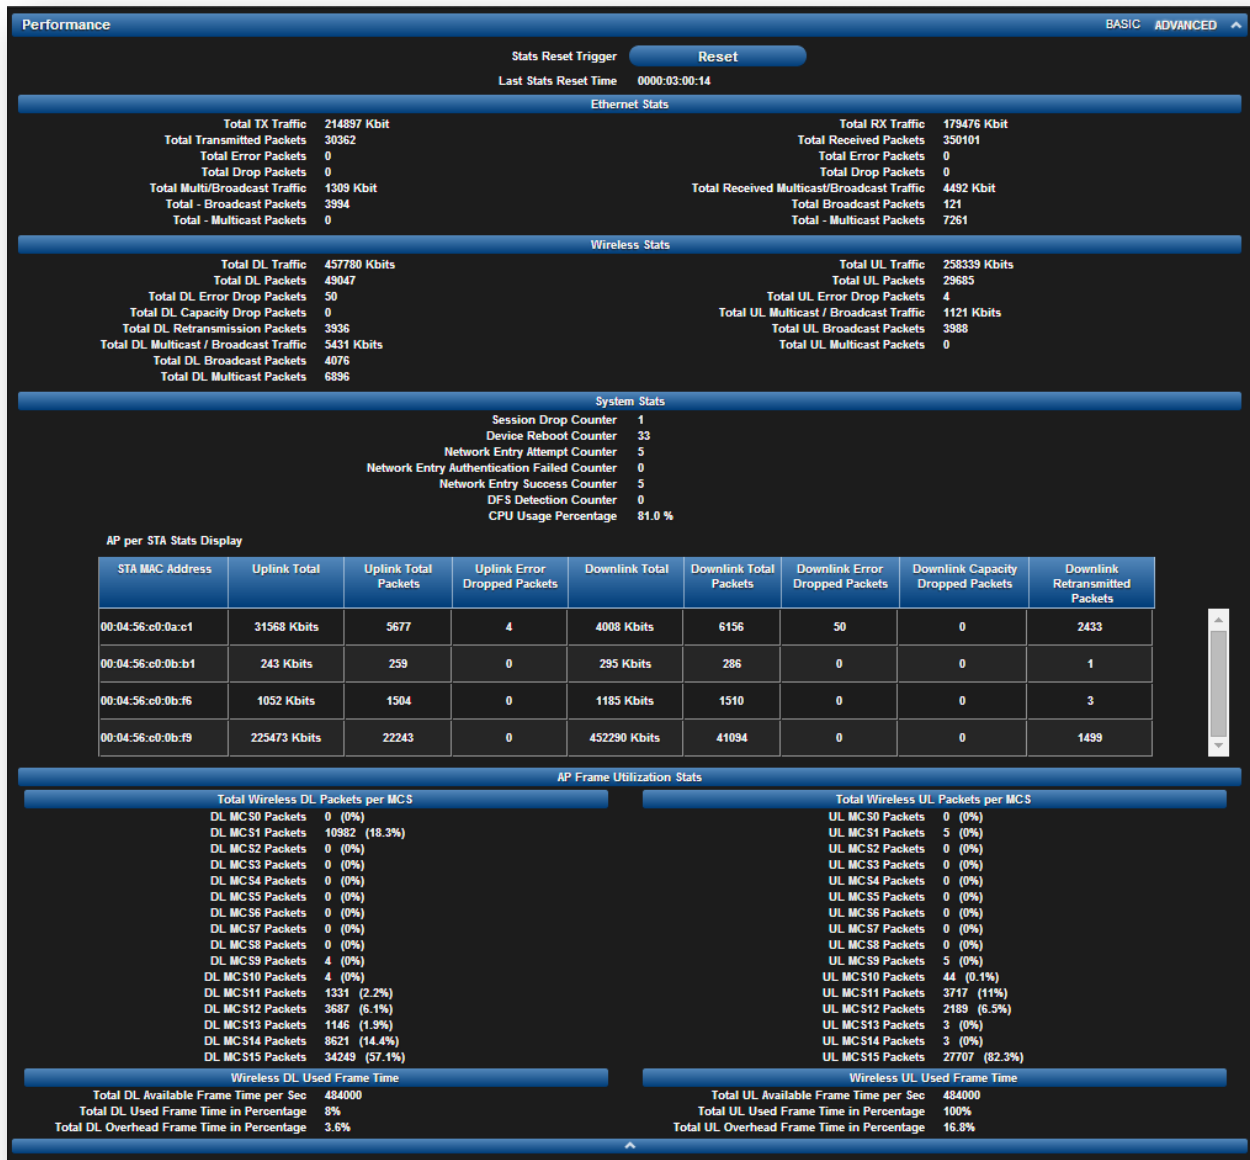 Performance BASIC ADVANCED
Stats Reset Trigger Reset
Last Stats Reset Time 0000:03:00:14
Ethernet Stats
Total TX Traffic 214897 Kbit Total RX Traffic 179476 Kbit
Total Transmitted Packets 30362 Total Received Packets 350101
Total Error Packets 0 Total Error Packets 0
Total Drop Packets 0 Total Drop Packets 0
Total Multi/Broadcast Traffic 1309 Kbit Total Received Multicast/Broadcast Traffic 4492 Kbit
Total - Broadcast Packets 3994 Total Broadcast Packets 121
Total - Multicast Packets 0 Total - Multicast Packets 7261
Wireless Stats
Total DL Traffic 457780 Kbits Total UL Traffic 258339 Kbits
Total DL Packets 49047 Total UL Packets 29685
Total DL Error Drop Packets 50 Total UL Error Drop Packets 4
Total DL Capacity Drop Packets 0 Total UL Multicast / Broadcast Traffic 1121 Kbits
Total DL Retransmission Packets 3936 Total UL Broadcast Packets 3988
Total DL Multicast / Broadcast Traffic 5431 Kbits Total UL Multicast Packets 0
Total DL Broadcast Packets 4076
Total DL Multicast Packets 6896
System Stats
Session Drop Counter 1
Device Reboot Counter 33
Network Entry Attempt Counter 5
Network Entry Authentication Failed Counter 0
Network Entry Success Counter 5
DFS Detection Counter 0
CPU Usage Percentage 81.0 %
AP per STA Stats Display
STA MAC Address Uplink Total Uplink Total Packets Uplink Error Dropped Packets Downlink Total Downlink Total Packets Downlink Error Dropped Packets Downlink Capacity Dropped Packets Downlink Retransmitted Packets
00:04:56:c0:0a:c1 31568 Kbits 5677 4 4008 Kbits 6156 50 0 2433
00:04:56:c0:0b:b1 243 Kbits 259 0 295 Kbits 286 0 0 1
00:04:56:c0:0b:f6 1052 Kbits 1504 0 1185 Kbits 1510 0 0 3
00:04:56:c0:0b:f9 225473 Kbits 22243 0 452290 Kbits 41094 0 0 1499
AP Frame Utilization Stats
Total Wireless DL Packets per MCS Total Wireless UL Packets per MCS
DL MCS0 Packets 0 (0%) UL MCS0 Packets 0 (0%)
DL MCS1 Packets 10982 (18.3%) UL MCS1 Packets 5 (0%)
DL MCS2 Packets 0 (0%) UL MCS2 Packets 0 (0%)
DL MCS3 Packets 0 (0%) UL MCS3 Packets 0 (0%)
DL MCS4 Packets 0 (0%) UL MCS4 Packets 0 (0%)
DL MCS5 Packets 0 (0%) UL MCS5 Packets 0 (0%)
DL MCS6 Packets 0 (0%) UL MCS6 Packets 0 (0%)
DL MCS7 Packets 0 (0%) UL MCS7 Packets 0 (0%)
DL MCS8 Packets 0 (0%) UL MCS8 Packets 0 (0%)
DL MCS9 Packets 4 (0%) UL MCS9 Packets 5 (0%)
DL MCS10 Packets 4 (0%) UL MCS10 Packets 44 (0.1%)
DL MCS11 Packets 1331 (2.2%) UL MCS11 Packets 3717 (11%)
DL MCS12 Packets 3687 (6.1%) UL MCS12 Packets 2189 (6.5%)
DL MCS13 Packets 1146 (1.9%) UL MCS13 Packets 3 (0%)
DL MCS14 Packets 8621 (14.4%) UL MCS14 Packets 3 (0%)
DL MCS15 Packets 34249 (57.1%) UL MCS15 Packets 27707 (82.3%)
Wireless DL Used Frame Time Wireless UL Used Frame Time
Total DL Available Frame Time per Sec 484000 Total UL Available Frame Time per Sec 484000
Total DL Used Frame Time in Percentage 8% Total UL Used Frame Time in Percentage 100%
Total DL Overhead Frame Time in Percentage 3.6% Total UL Overhead Frame Time in Percentage 16.8%